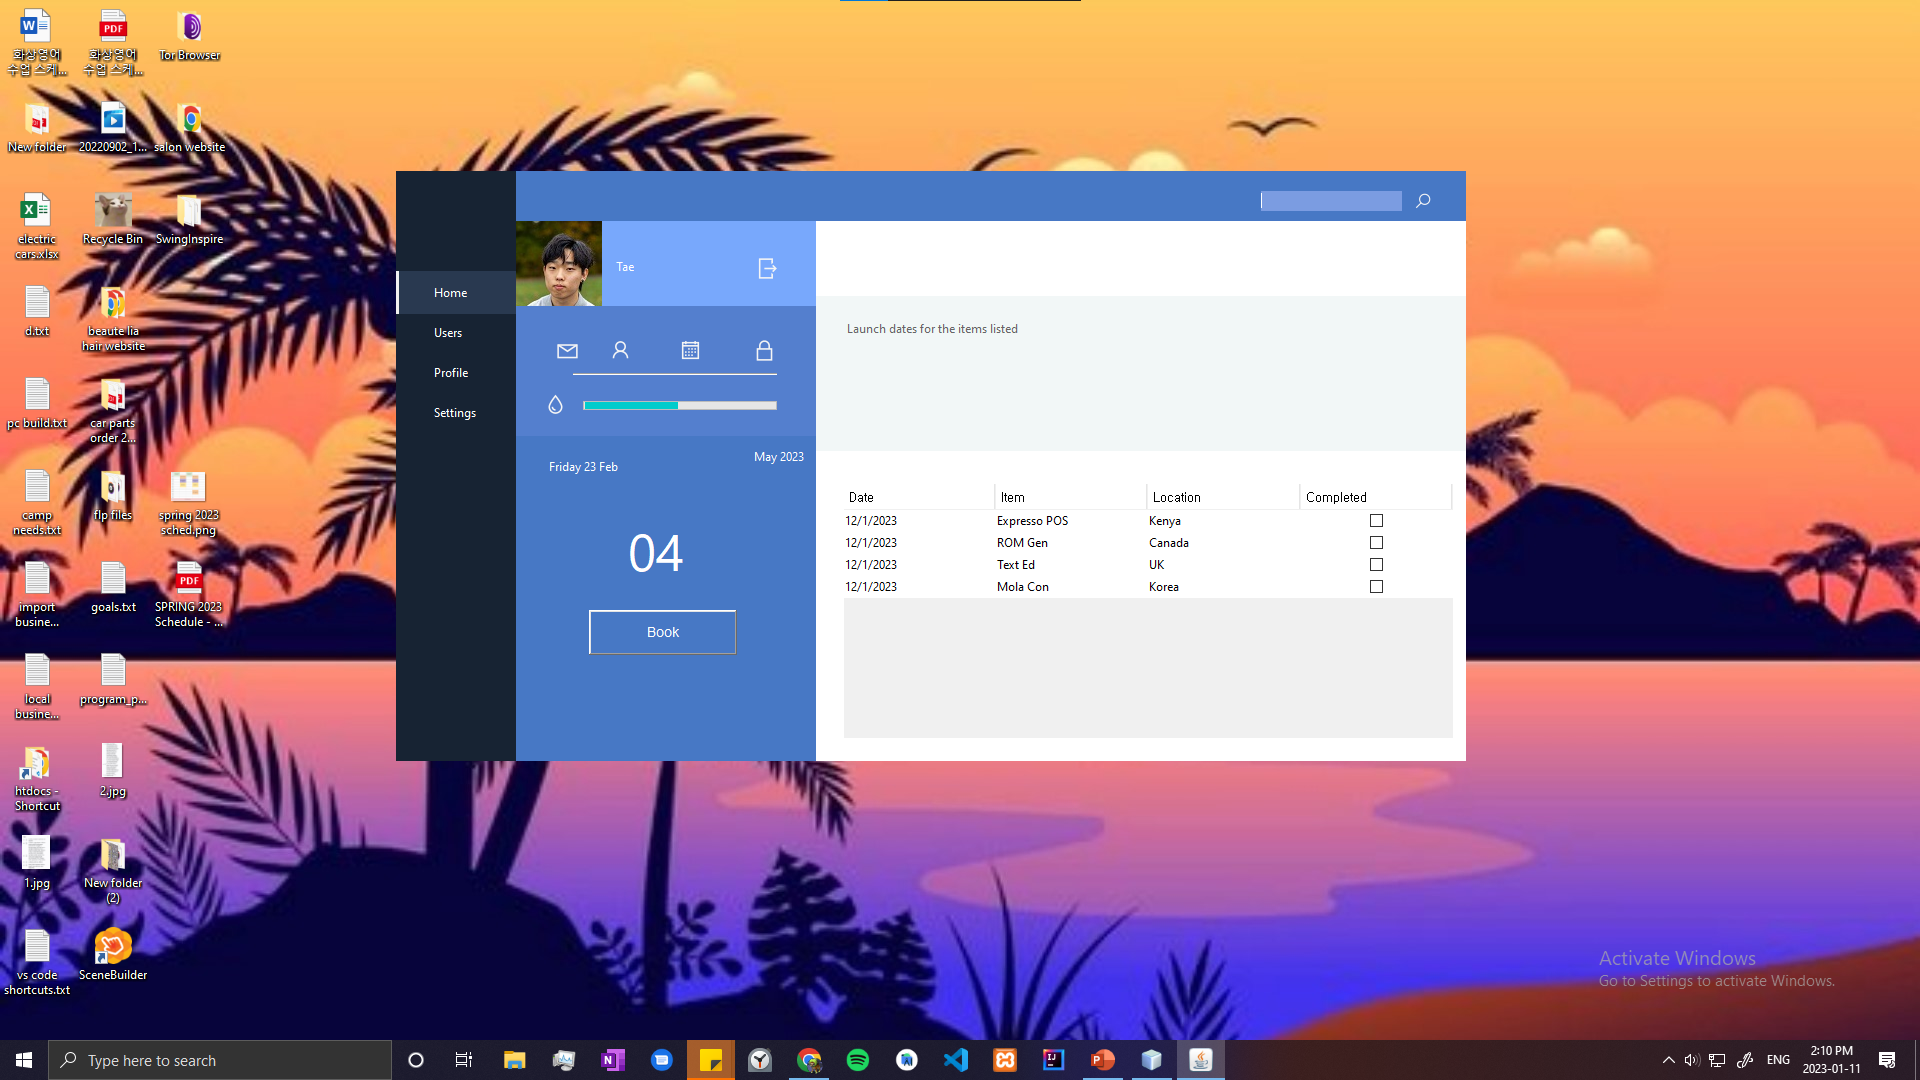 화상영어
수업 스케...
화상영어
수업 스케...
Tor Browser
New folder
20220902_1...
salon website
electric
cars.xlsx
Recycle Bin
SwingInspire
d.txt
beaute lia
hair website
pc build.txt
car parts
order 2...
camp
needs.txt
flp files
spring 2023
sched.png
import
busine...
goals.txt
SPRING 2023
Schedule - ...
local
busine...
program_p...
htdocs -
Shortcut
2.jpg
1.jpg
New folder
(2)
vs code
shortcuts.txt
SceneBuilder
Home
Users
Profile
Settings
Tae
Friday 23 Feb
May 2023
04
Book
Launch dates for the items listed
Date Item Location Completed
12/1/2023 Expresso POS Kenya
12/1/2023 ROM Gen Canada
12/1/2023 Text Ed UK
12/1/2023 Mola Con Korea
Activate Windows
Go to Settings to activate Windows.
Type here to search
ENG
2:10 PM
2023-01-11